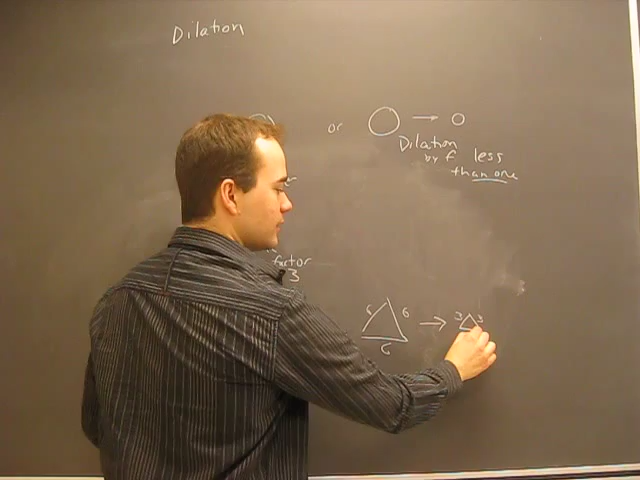 Dilation
or
Dilation
by f less
than one
factor
3
6 6
6
3 3